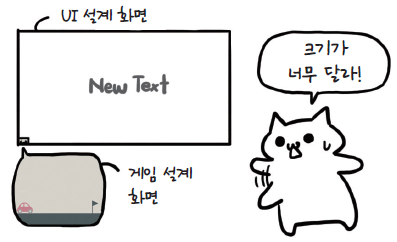 UI 설계 화면
New Text
크기가
너무 달라!
게임 설계
화면